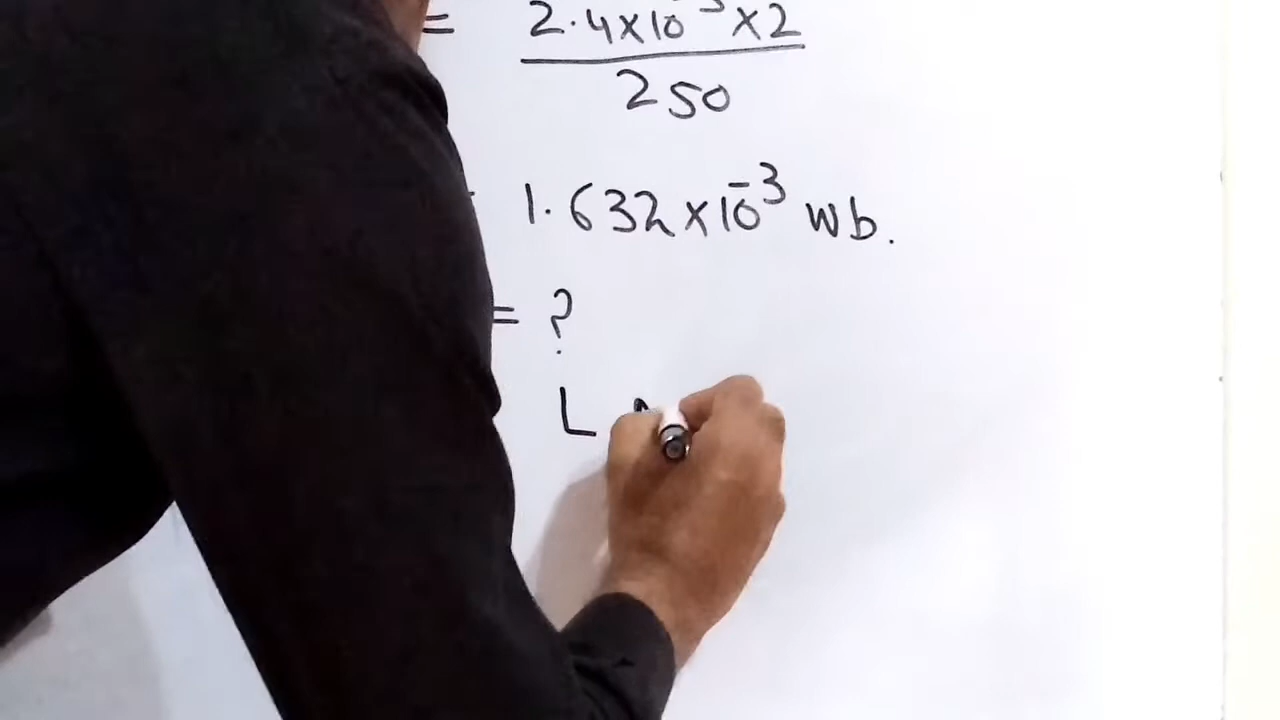 = 2.4×10⁻³ ×2
250
1.632×10⁻³ wb.
= ?
L